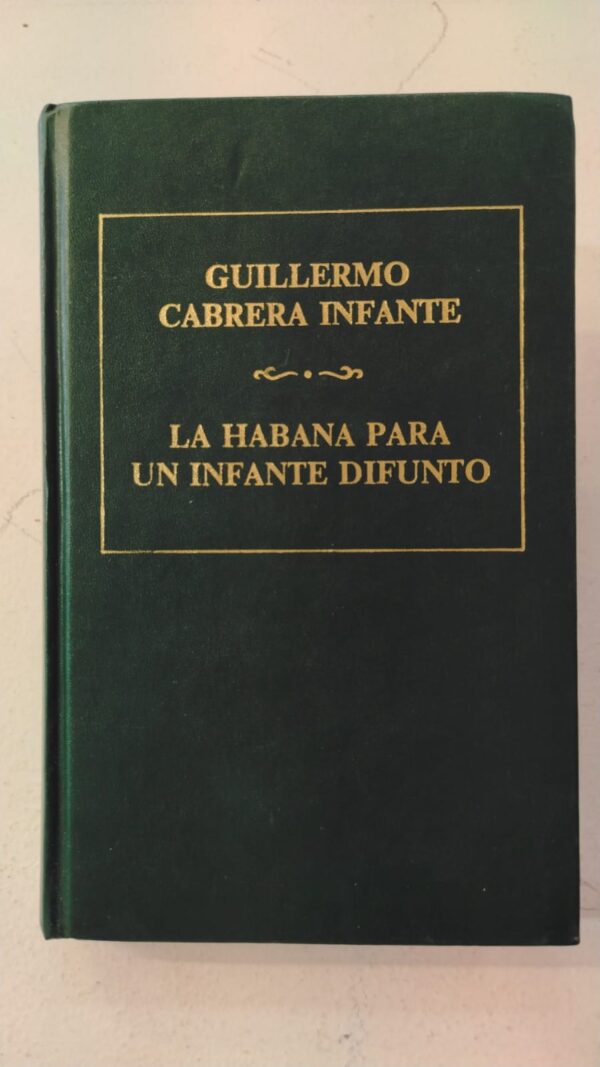 GUILLERMO
CABRERA INFANTE
LA HABANA PARA
UN INFANTE DIFUNTO